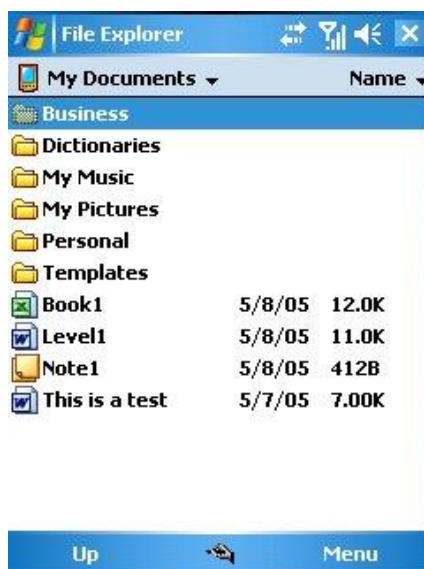 File Explorer
My Documents Name
Business
Dictionaries
My Music
My Pictures
Personal
Templates
Book1 5/8/05 12.0K
Level1 5/8/05 11.0K
Note1 5/8/05 412B
This is a test 5/7/05 7.00K
Up Menu